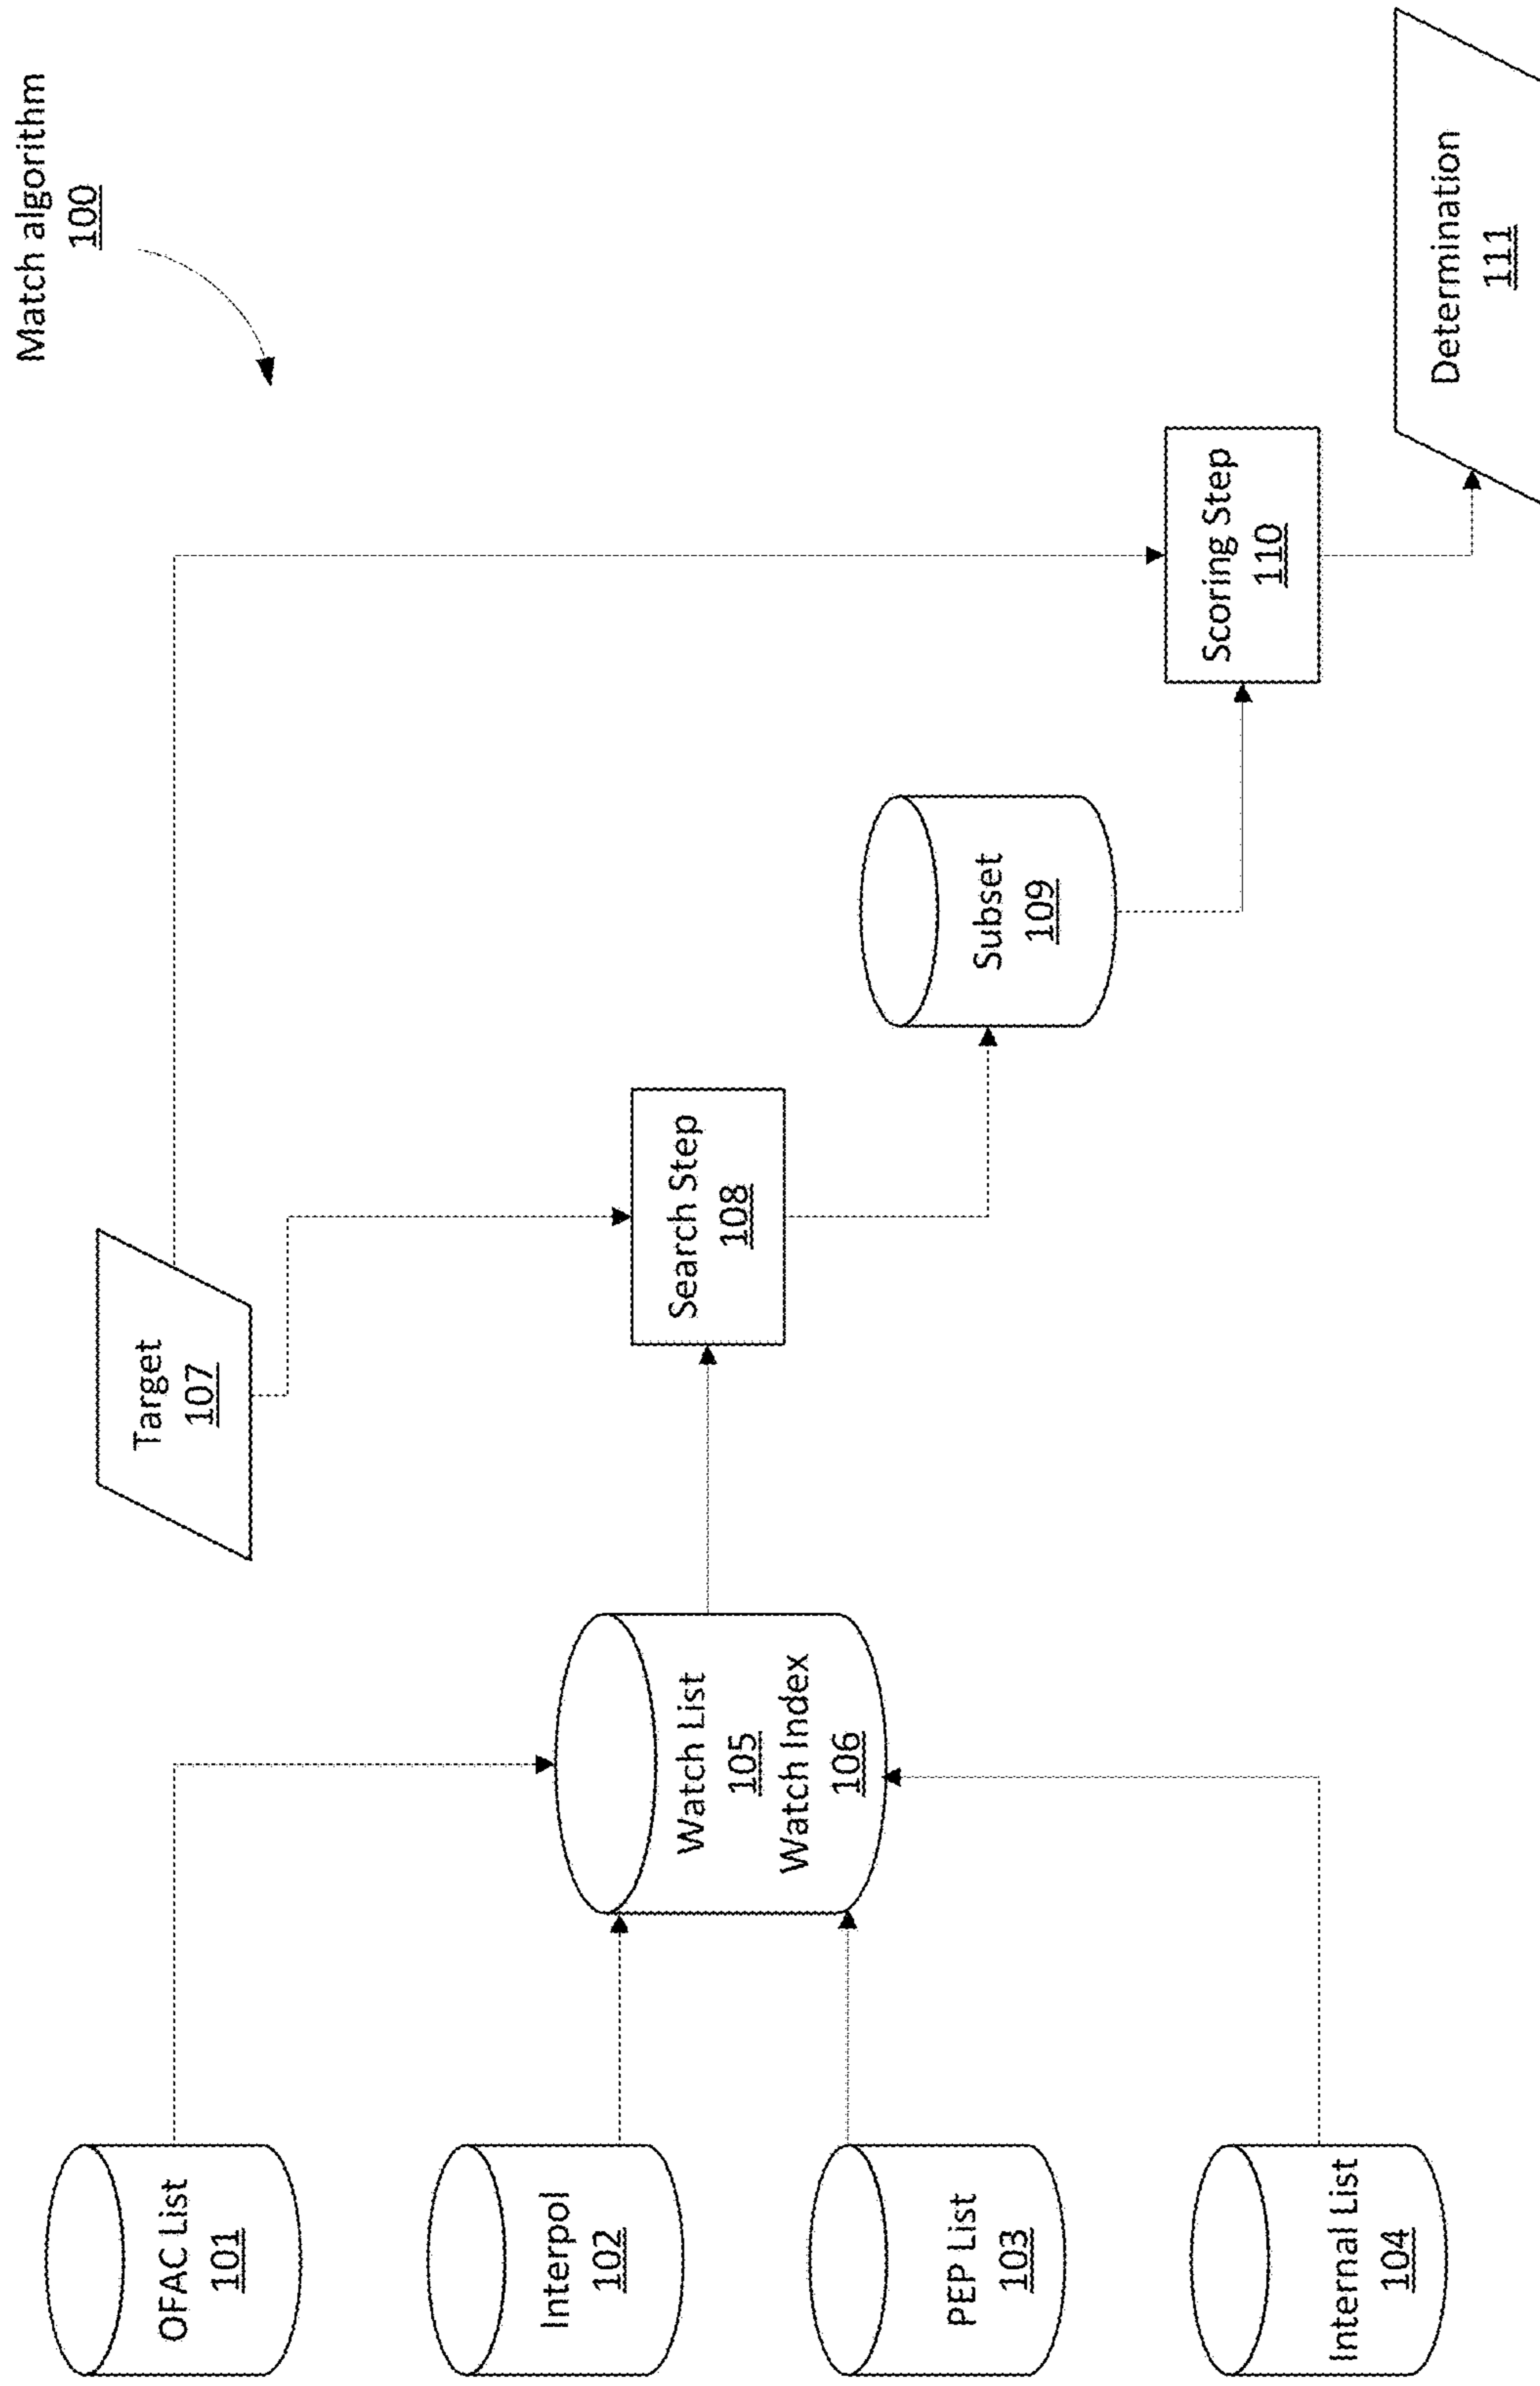 Match algorithm
100
OFAC List
101
Interpol
102
PEP List
103
Internal List
104
Watch List
105
Watch Index
106
Target
107
Search Step
108
Subset
109
Scoring Step
110
Determination
111